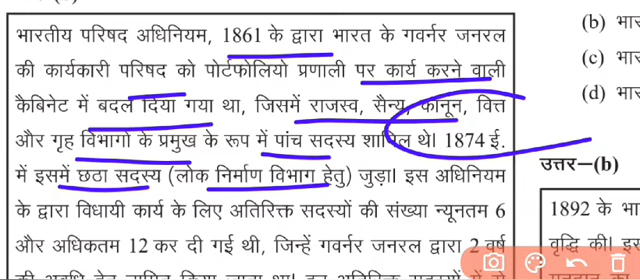 भारतीय परिषद अधिनियम, 1861 के द्वारा भारत के गवर्नर जनरल
की कार्यकारी परिषद को पोर्टफोलियो प्रणाली पर कार्य करने वाली
कैबिनेट में बदल दिया गया था, जिसमें राजस्व, सैन्य, कानून, वित्त
और गृह विभागों के प्रमुख के रूप में पांच सदस्य शामिल थे। 1874 ई.
में इसमें छठा सदस्य (लोक निर्माण विभाग हेतु) जुड़ा। इस अधिनियम
के द्वारा विधायी कार्य के लिए अतिरिक्त सदस्यों की संख्या न्यूनतम 6
और अधिकतम 12 कर दी गई थी, जिन्हें गवर्नर जनरल द्वारा 2 वर्ष
(b) भार
(c) भार
(d) भार
उत्तर–(b)
1892 के भा
वृद्धि की। इस